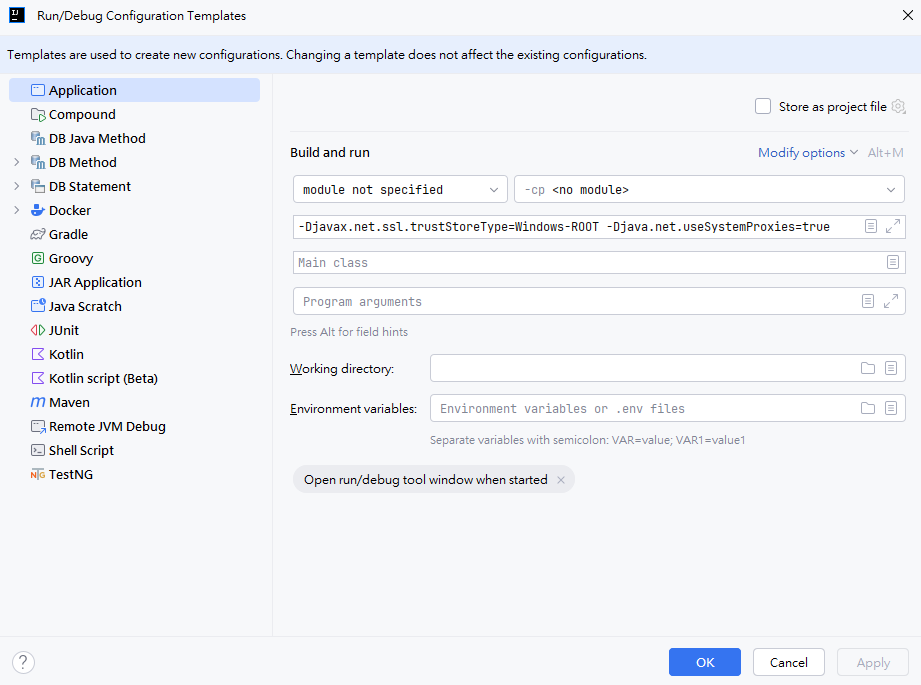 Run/Debug Configuration Templates
Templates are used to create new configurations. Changing a template does not affect the existing configurations.
Application
Compound
DB Java Method
DB Method
DB Statement
Docker
Gradle
Groovy
JAR Application
Java Scratch
JUnit
Kotlin
Kotlin script (Beta)
Maven
Remote JVM Debug
Shell Script
TestNG
Store as project file
Build and run
Modify options Alt+M
module not specified
-cp <no module>
-Djavax.net.ssl.trustStoreType=Windows-ROOT -Djava.net.useSystemProxies=true
Main class
Program arguments
Press Alt for field hints
Working directory:
Environment variables: Environment variables or .env files
Separate variables with semicolon: VAR=value; VAR1=value1
Open run/debug tool window when started
?
OK
Cancel
Apply